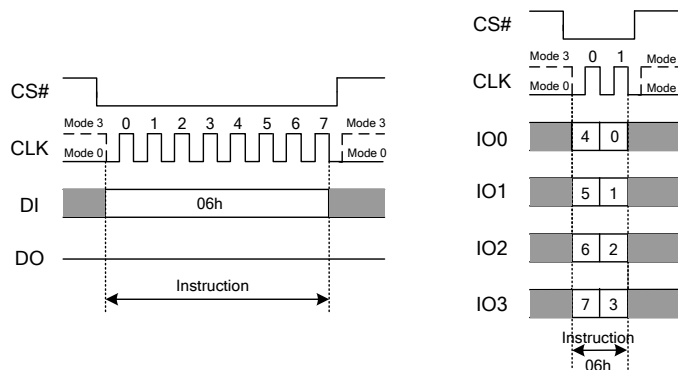 CS#
Mode 3 0 1 2 3 4 5 6 7 Mode 3
CLK
Mode 0 Mode 0
DI 06h
DO
Instruction
CS#
Mode 3 0 1 Mode
CLK
Mode 0 Mode
IO0 4 0
IO1 5 1
IO2 6 2
IO3 7 3
Instruction
06h